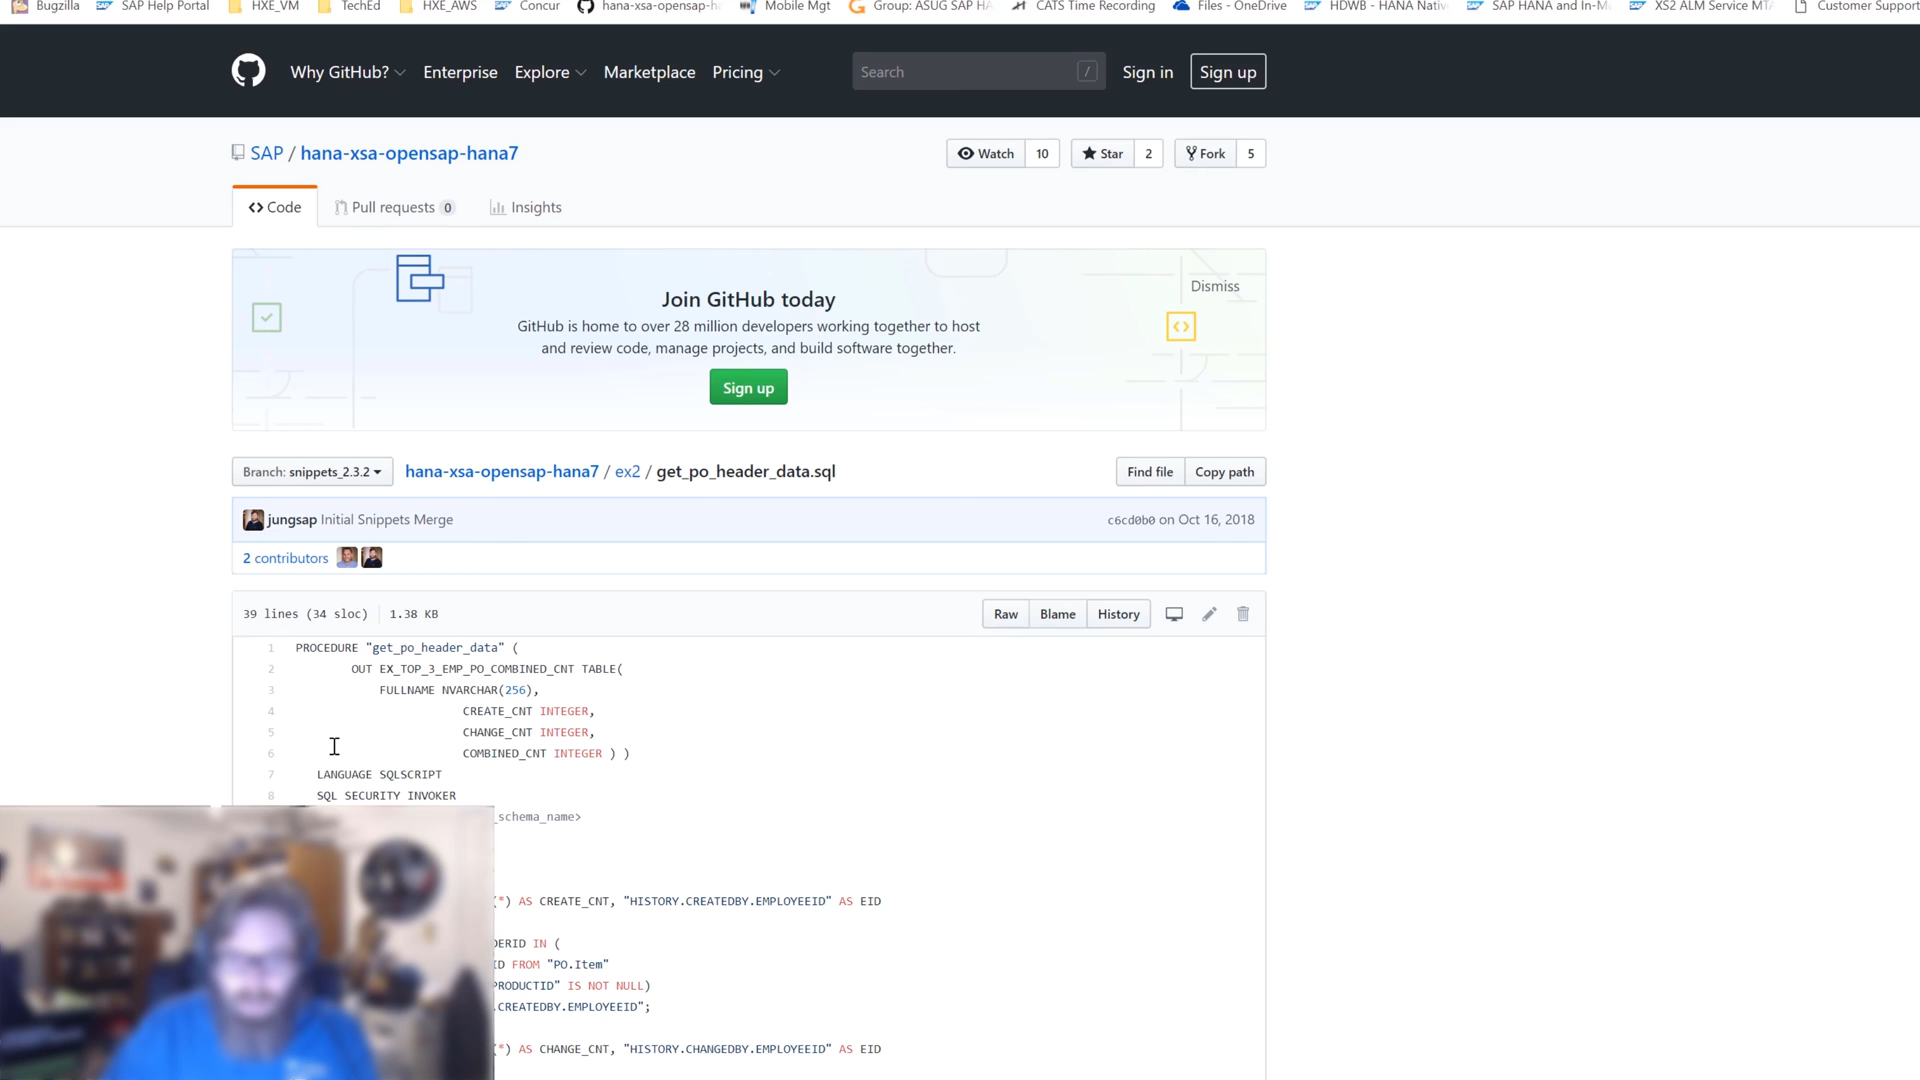 Bugzilla SAP Help Portal HXE_VM TechEd HXE_AWS Concur hana-xsa-opensap-h Mobile Mgt Group: ASUG SAP HA CATS Time Recording Files - OneDrive HDWB - HANA Nativ SAP HANA and In-M XS2 ALM Service MTA Customer Support
Why GitHub? Enterprise Explore Marketplace Pricing Search / Sign in Sign up
SAP / hana-xsa-opensap-hana7 Watch 10 Star 2 Fork 5
Code Pull requests 0 Insights
Dismiss
Join GitHub today
GitHub is home to over 28 million developers working together to host
and review code, manage projects, and build software together.
Sign up
Branch: snippets_2.3.2 hana-xsa-opensap-hana7 / ex2 / get_po_header_data.sql Find file Copy path
jungsap Initial Snippets Merge c6cd0b0 on Oct 16, 2018
2 contributors
39 lines (34 sloc) 1.38 KB Raw Blame History
1 PROCEDURE "get_po_header_data" (
2 OUT EX_TOP_3_EMP_PO_COMBINED_CNT TABLE(
3 FULLNAME NVARCHAR(256),
4 CREATE_CNT INTEGER,
5 CHANGE_CNT INTEGER,
6 COMBINED_CNT INTEGER ) )
7 LANGUAGE SQLSCRIPT
8 SQL SECURITY INVOKER
_schema_name>
(*) AS CREATE_CNT, "HISTORY.CREATEDBY.EMPLOYEEID" AS EID
DERID IN (
ID FROM "PO.Item"
PRODUCTID" IS NOT NULL)
.CREATEDBY.EMPLOYEEID";
(*) AS CHANGE_CNT, "HISTORY.CHANGEDBY.EMPLOYEEID" AS EID